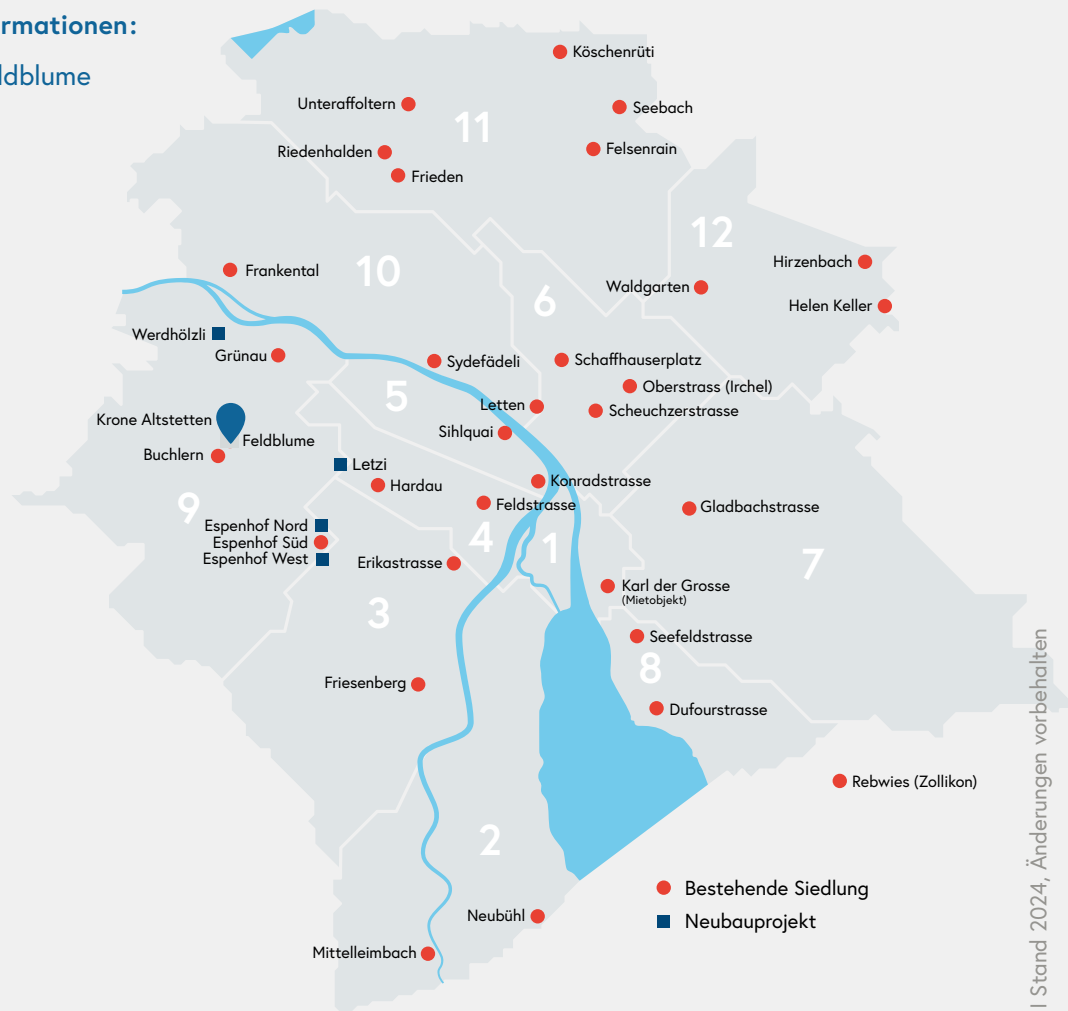 rmationen:
ldblume
Köschenrüti
Unteraffoltern
Seebach
11
Riedenhalden
Felsenrain
Frieden
12
Hirzenbach
Frankental
10
Waldgarten
6
Helen Keller
Werdhölzli
Grünau
Sydefädeli
Schaffhauserplatz
Oberstrass (Irchel)
5
Letten
Scheuchzerstrasse
Krone Altstetten
Sihlquai
Feldblume
Buchlern
Letzi
Konradstrasse
Hardau
9
Feldstrasse
Gladbachstrasse
Espenhof Nord
4
1
Espenhof Süd
Espenhof West
Erikastrasse
7
Karl der Grosse
(Mietobjekt)
3
Seefeldstrasse
8
Friesenberg
Dufourstrasse
Rebwies (Zollikon)
2
Bestehende Siedlung
Neubühl
Neubauprojekt
Mittelleimbach
| Stand 2024, Änderungen vorbehalten